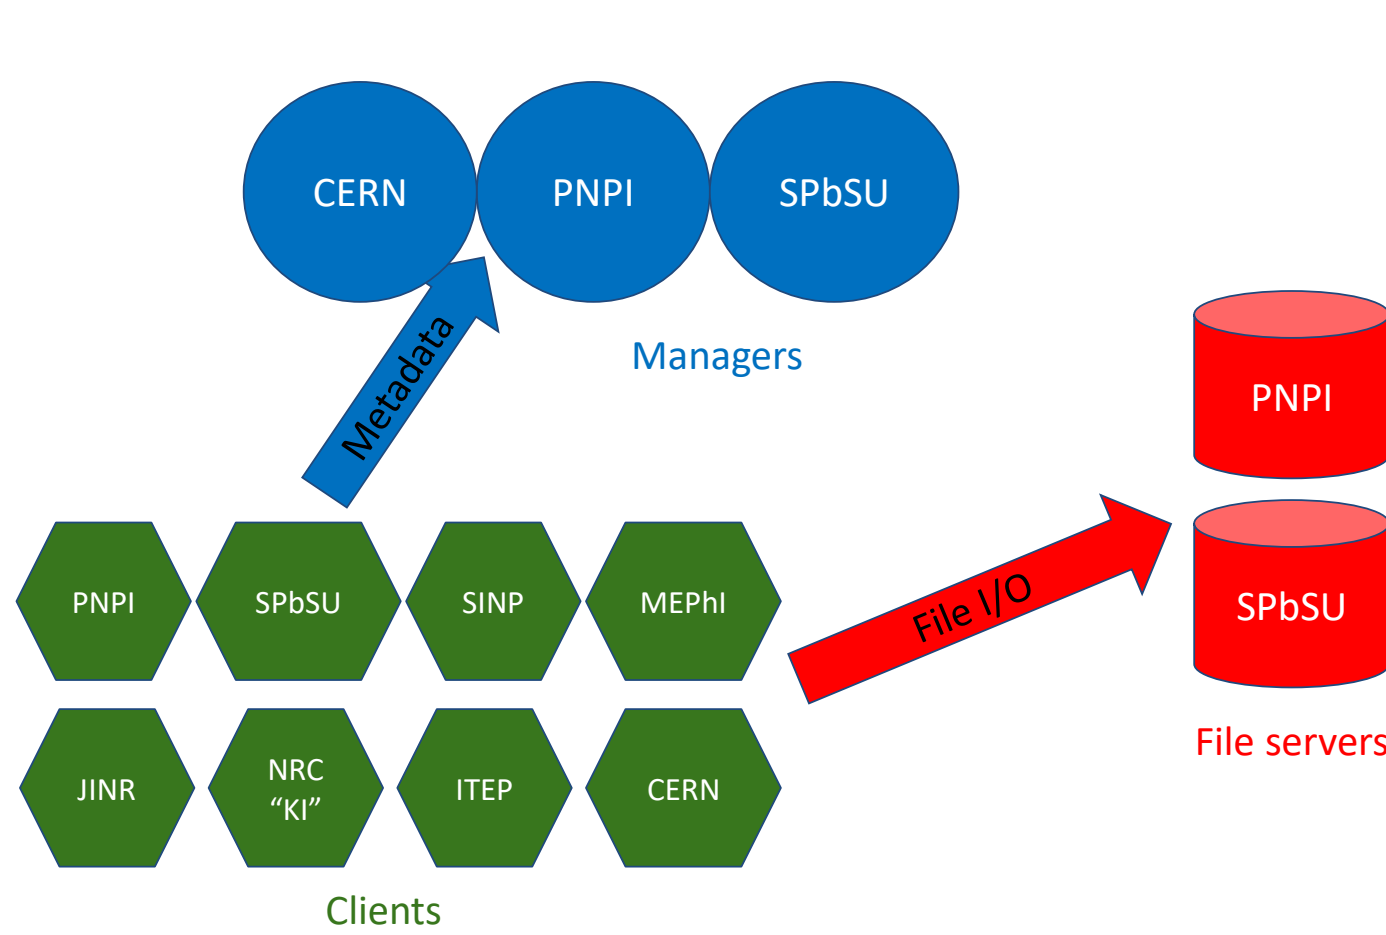 CERN
PNPI
SPbSU
Metadata
Managers
PNPI
SPbSU
File servers
File I/O
PNPI
SPbSU
SINP
MEPhI
JINR
NRC
“KI”
ITEP
CERN
Clients